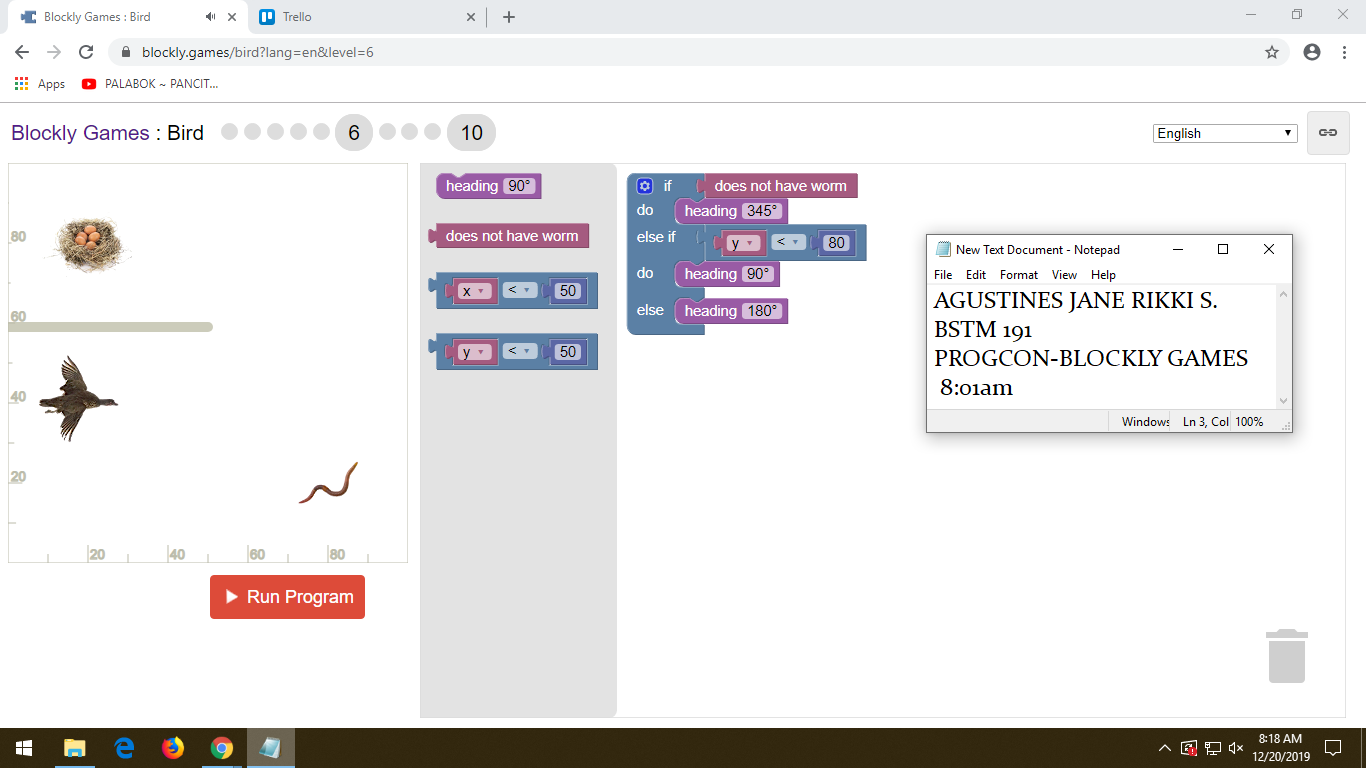 Blockly Games : Bird
Trello
blockly.games/bird?lang=en&level=6
Apps
PALABOK ~ PANCIT...
Blockly Games : Bird
6
10
English
80
60
40
20
20
40
60
80
Run Program
heading 90°
does not have worm
x < 50
y < 50
if does not have worm
do heading 345°
else if y < 80
do heading 90°
else heading 180°
New Text Document - Notepad
File Edit Format View Help
AGUSTINES JANE RIKKI S.
BSTM 191
PROGCON-BLOCKLY GAMES
8:01am
Windows Ln 3, Col 100%
8:18 AM
12/20/2019